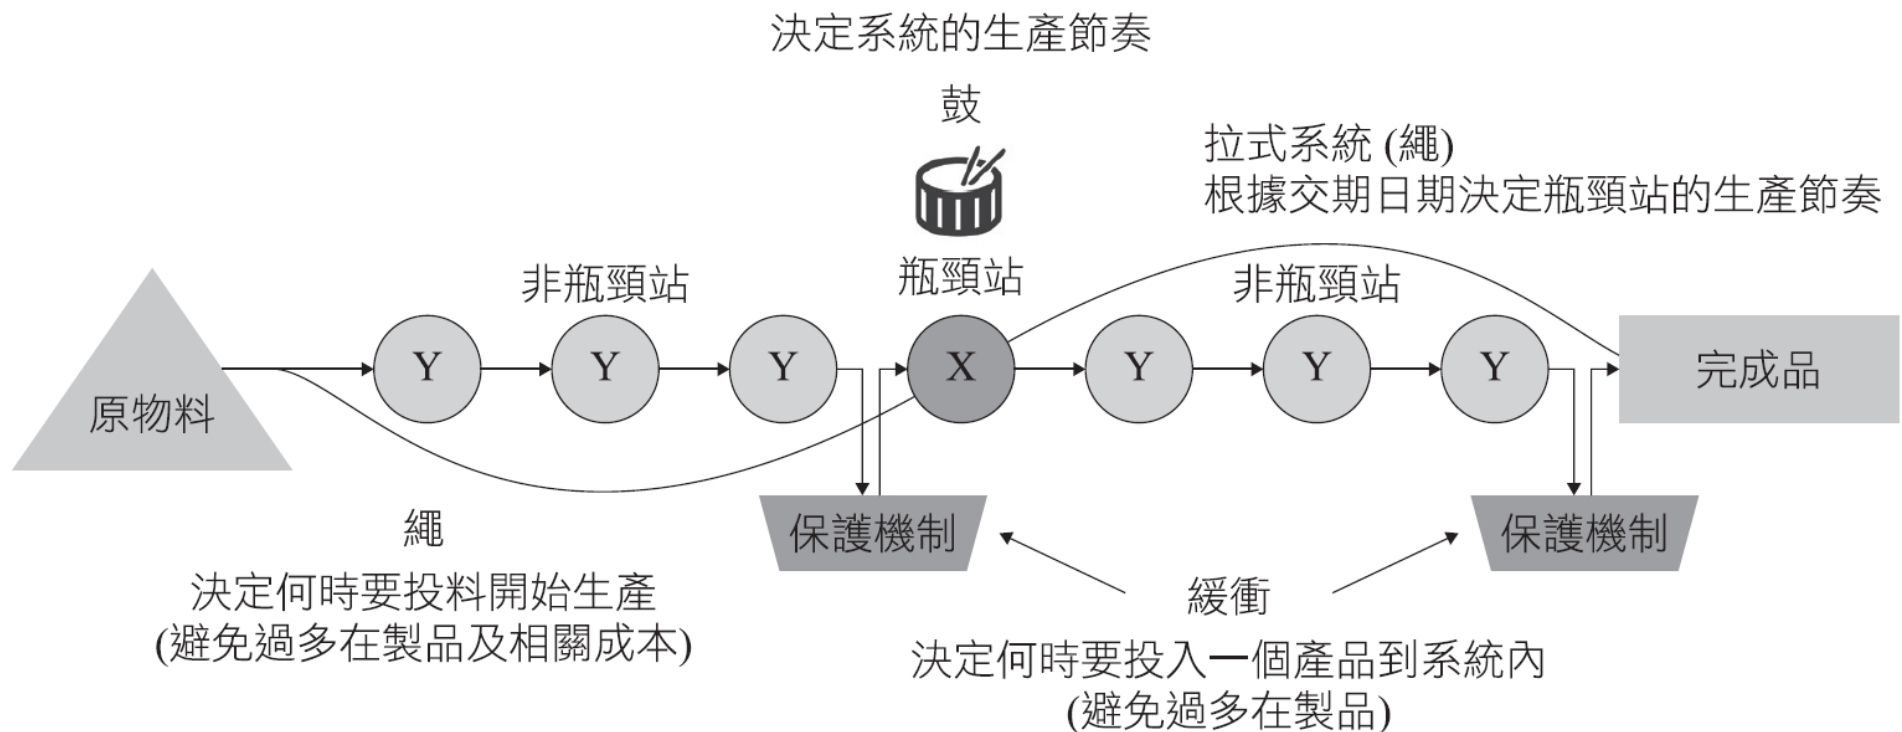 決定系統的生產節奏
鼓
拉式系統 (繩)
根據交期日期決定瓶頸站的生產節奏
非瓶頸站
瓶頸站
非瓶頸站
原物料
Y
Y
Y
X
Y
Y
Y
完成品
保護機制
保護機制
繩
決定何時要投料開始生產
(避免過多在製品及相關成本)
緩衝
決定何時要投入一個產品到系統內
(避免過多在製品)